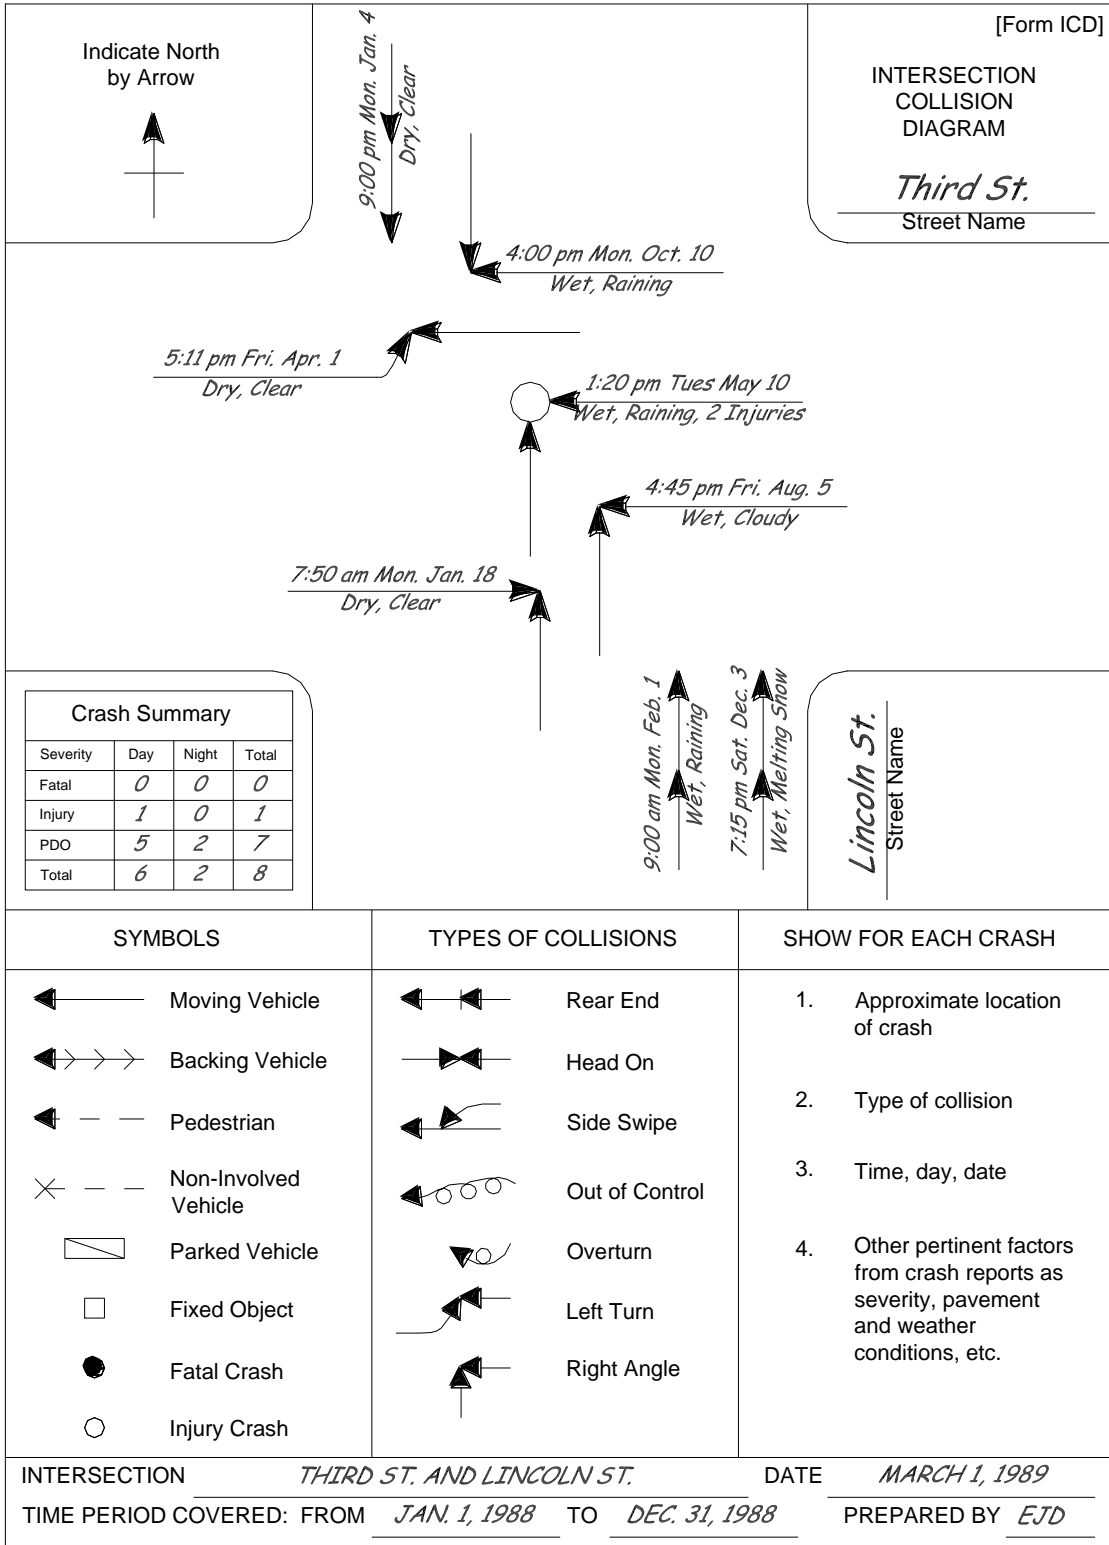 [Form ICD]
Indicate North
by Arrow
INTERSECTION
COLLISION
DIAGRAM
Third St.
Street Name
9:00 pm Mon. Jan. 4
Dry, Clear
4:00 pm Mon. Oct. 10
Wet, Raining
5:11 pm Fri. Apr. 1
Dry, Clear
1:20 pm Tues May 10
Wet, Raining, 2 Injuries
4:45 pm Fri. Aug. 5
Wet, Cloudy
7:50 am Mon. Jan. 18
Dry, Clear
9:00 am Mon. Feb. 1
Wet, Raining
7:15 pm Sat. Dec. 3
Wet, Melting Snow
Lincoln St.
Street Name
Crash Summary
Severity Day Night Total
Fatal 0 0 0
Injury 1 0 1
PDO 5 2 7
Total 6 2 8
SYMBOLS
Moving Vehicle
Backing Vehicle
Pedestrian
Non-Involved
Vehicle
Parked Vehicle
Fixed Object
Fatal Crash
Injury Crash
TYPES OF COLLISIONS
Rear End
Head On
Side Swipe
Out of Control
Overturn
Left Turn
Right Angle
SHOW FOR EACH CRASH
1. Approximate location
of crash
2. Type of collision
3. Time, day, date
4. Other pertinent factors
from crash reports as
severity, pavement
and weather
conditions, etc.
INTERSECTION THIRD ST. AND LINCOLN ST. DATE MARCH 1, 1989
TIME PERIOD COVERED: FROM JAN. 1, 1988 TO DEC. 31, 1988 PREPARED BY EJD